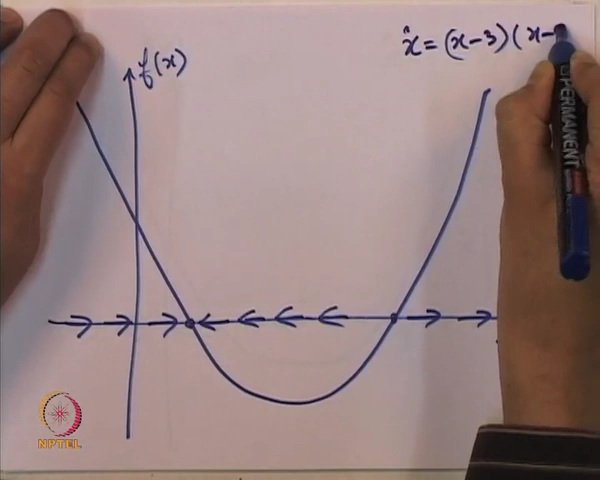 ẋ = (x-3)(x-
f(x)
PERMANENT
NPTEL